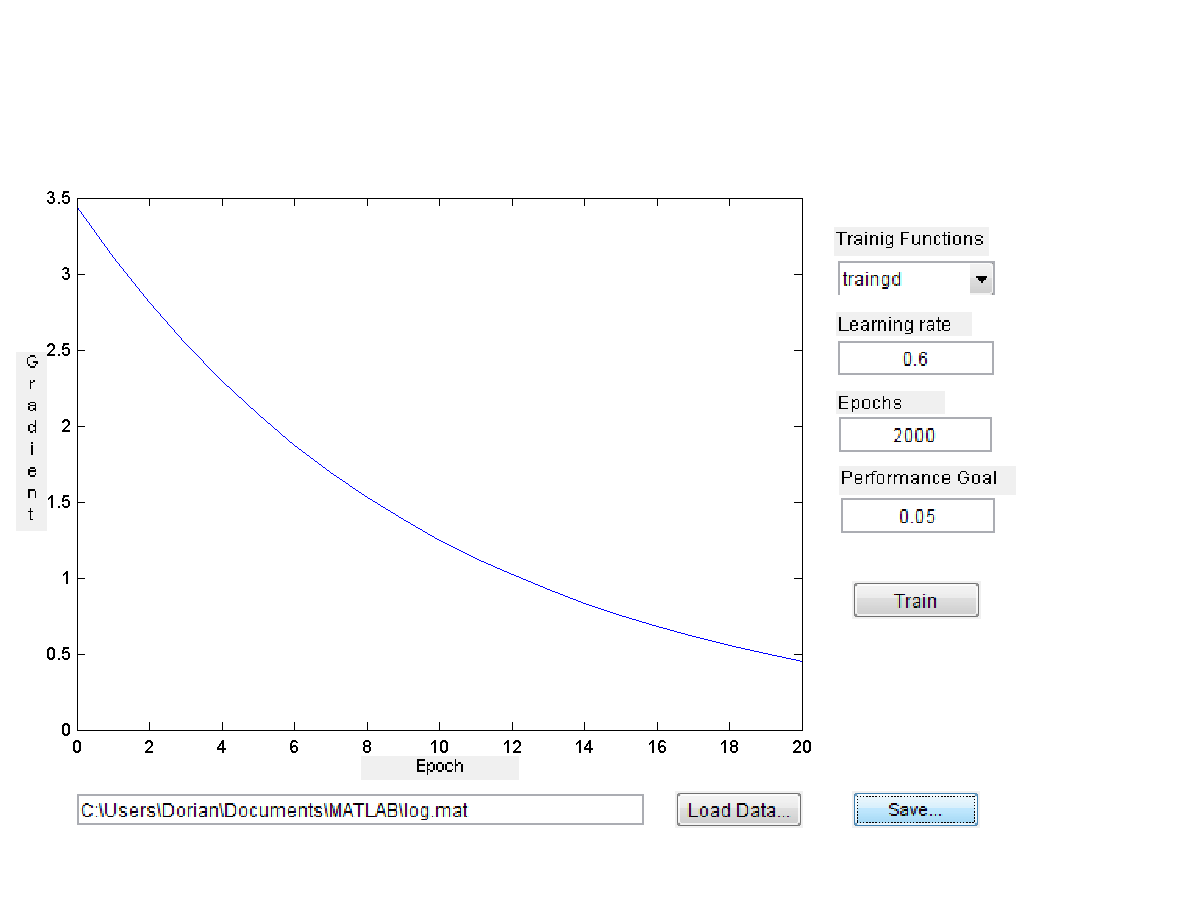 3.5
3
2.5
2
1.5
1
0.5
0
Gradient
0 2 4 6 8 10 12 14 16 18 20
Epoch
Trainig Functions
traingd
Learning rate
0.6
Epochs
2000
Performance Goal
0.05
Train
C:\Users\Dorian\Documents\MATLAB\log.mat
Load Data...
Save...